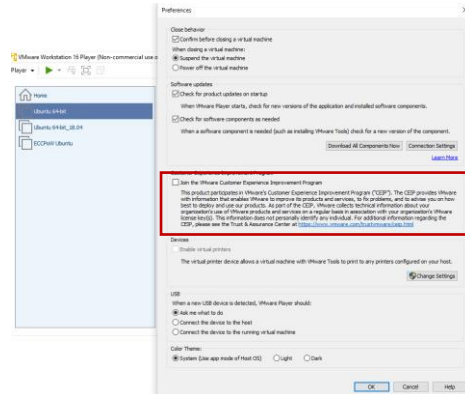 Preferences
Close behavior
Confirm before closing a virtual machine
When closing a virtual machine:
Suspend the virtual machine
Power off the virtual machine
Software updates
Check for product updates on startup
When VMware Player starts, check for new versions of the application and installed software components.
Check for software components as needed
When a software component is needed (such as installing VMware Tools) check for a new version of the component.
Download All Components Now
Connection Settings
Learn More
Customer Experience Improvement Program
Join the VMware Customer Experience Improvement Program
This product participates in VMware's Customer Experience Improvement Program ("CEIP"). The CEIP provides VMware
with information that enables VMware to improve its products and services, to fix problems, and to advise you on how
best to deploy and use our products. As part of the CEIP, VMware collects technical information about your
organization's use of VMware products and services on a regular basis in association with your organization's VMware
license key(s). This information does not personally identify any individual. For additional information regarding the
CEIP, please see the Trust & Assurance Center at https://www.vmware.com/trustvmware/ceip.html
Devices
Enable virtual printers
The virtual printer device allows a virtual machine with VMware Tools to print to any printers configured on your host.
Change Settings
USB
When a new USB device is detected, VMware Player should:
Ask me what to do
Connect the device to the host
Connect the device to the running virtual machine
Color Theme:
System (Use app mode of Host OS)
Light
Dark
OK
Cancel
Help
VMware Workstation 16 Player (Non-commercial use o
Player
Home
Ubuntu 64-bit
Ubuntu 64-bit_18.04